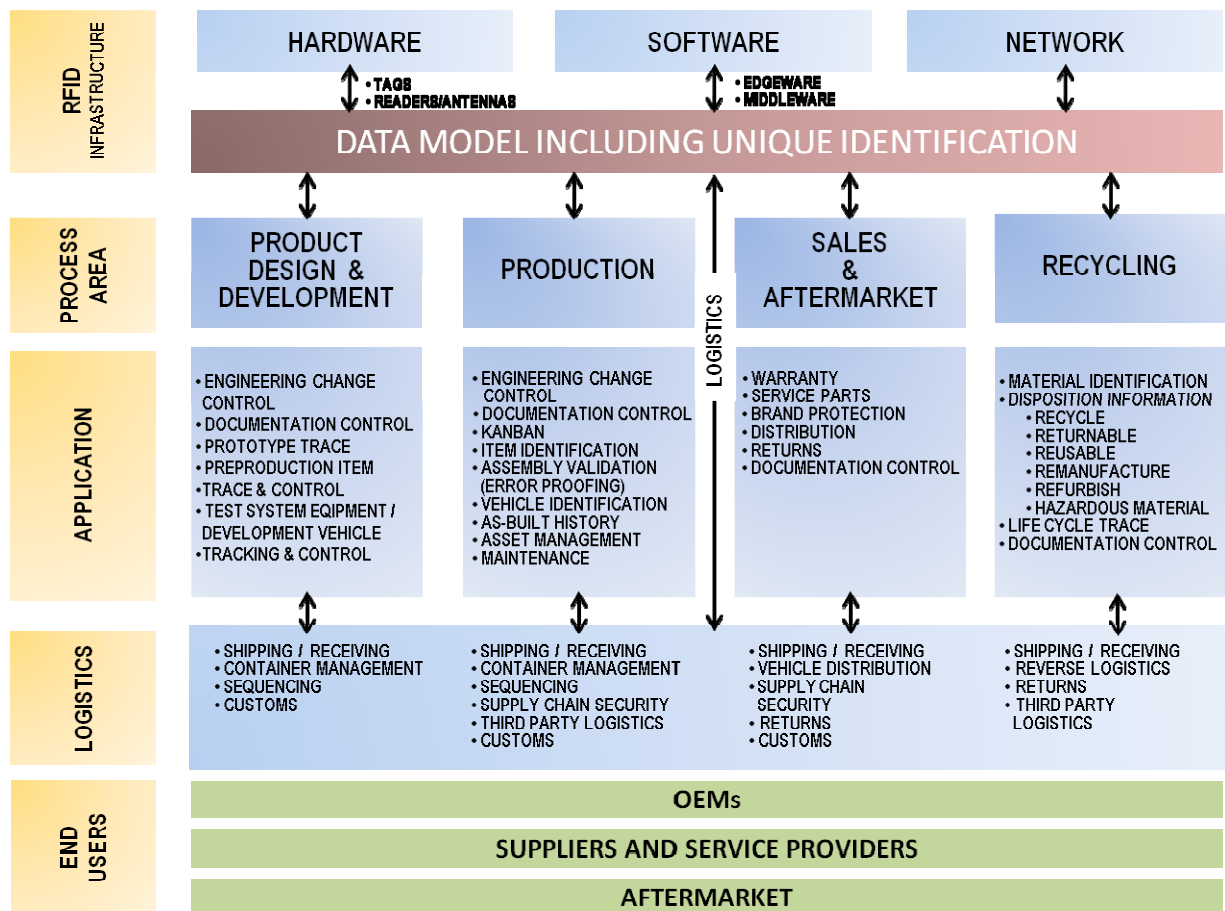 RFID
INFRASTRUCTURE
HARDWARE
SOFTWARE
NETWORK
• TAGS
• READERS/ANTENNAS
• EDGEWARE
• MIDDLEWARE
DATA MODEL INCLUDING UNIQUE IDENTIFICATION
PROCESS
AREA
PRODUCT
DESIGN &
DEVELOPMENT
PRODUCTION
LOGISTICS
SALES
&
AFTERMARKET
RECYCLING
APPLICATION
• ENGINEERING CHANGE
CONTROL
• DOCUMENTATION CONTROL
• PROTOTYPE TRACE
• PREPRODUCTION ITEM
• TRACE & CONTROL
• TEST SYSTEM EQIPMENT /
DEVELOPMENT VEHICLE
• TRACKING & CONTROL
• ENGINEERING CHANGE
CONTROL
• DOCUMENTATION CONTROL
• KANBAN
• ITEM IDENTIFICATION
• ASSEMBLY VALIDATION
(ERROR PROOFING)
• VEHICLE IDENTIFICATION
• AS-BUILT HISTORY
• ASSET MANAGEMENT
• MAINTENANCE
• WARRANTY
• SERVICE PARTS
• BRAND PROTECTION
• DISTRIBUTION
• RETURNS
• DOCUMENTATION CONTROL
• MATERIAL IDENTIFICATION
• DISPOSITION INFORMATION
• RECYCLE
• RETURNABLE
• REUSABLE
• REMANUFACTURE
• REFURBISH
• HAZARDOUS MATERIAL
• LIFE CYCLE TRACE
• DOCUMENTATION CONTROL
LOGISTICS
• SHIPPING / RECEIVING
• CONTAINER MANAGEMENT
• SEQUENCING
• CUSTOMS
• SHIPPING / RECEIVING
• CONTAINER MANAGEMENT
• SEQUENCING
• SUPPLY CHAIN SECURITY
• THIRD PARTY LOGISTICS
• CUSTOMS
• SHIPPING / RECEIVING
• VEHICLE DISTRIBUTION
• SUPPLY CHAIN
SECURITY
• RETURNS
• CUSTOMS
• SHIPPING / RECEIVING
• REVERSE LOGISTICS
• RETURNS
• THIRD PARTY
LOGISTICS
END
USERS
OEMs
SUPPLIERS AND SERVICE PROVIDERS
AFTERMARKET